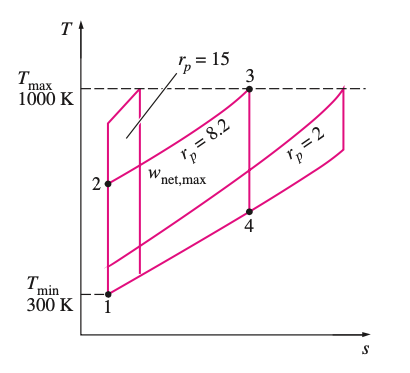 T
r_p = 15
T_max
1000 K
3
r_p = 8.2
r_p = 2
2
w_net,max
4
T_min
300 K
1
s